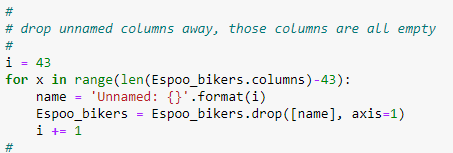 #
# drop unnamed columns away, those columns are all empty
#
i = 43
for x in range(len(Espoo_bikers.columns)-43):
    name = 'Unnamed: {}'.format(i)
    Espoo_bikers = Espoo_bikers.drop([name], axis=1)
    i += 1
#